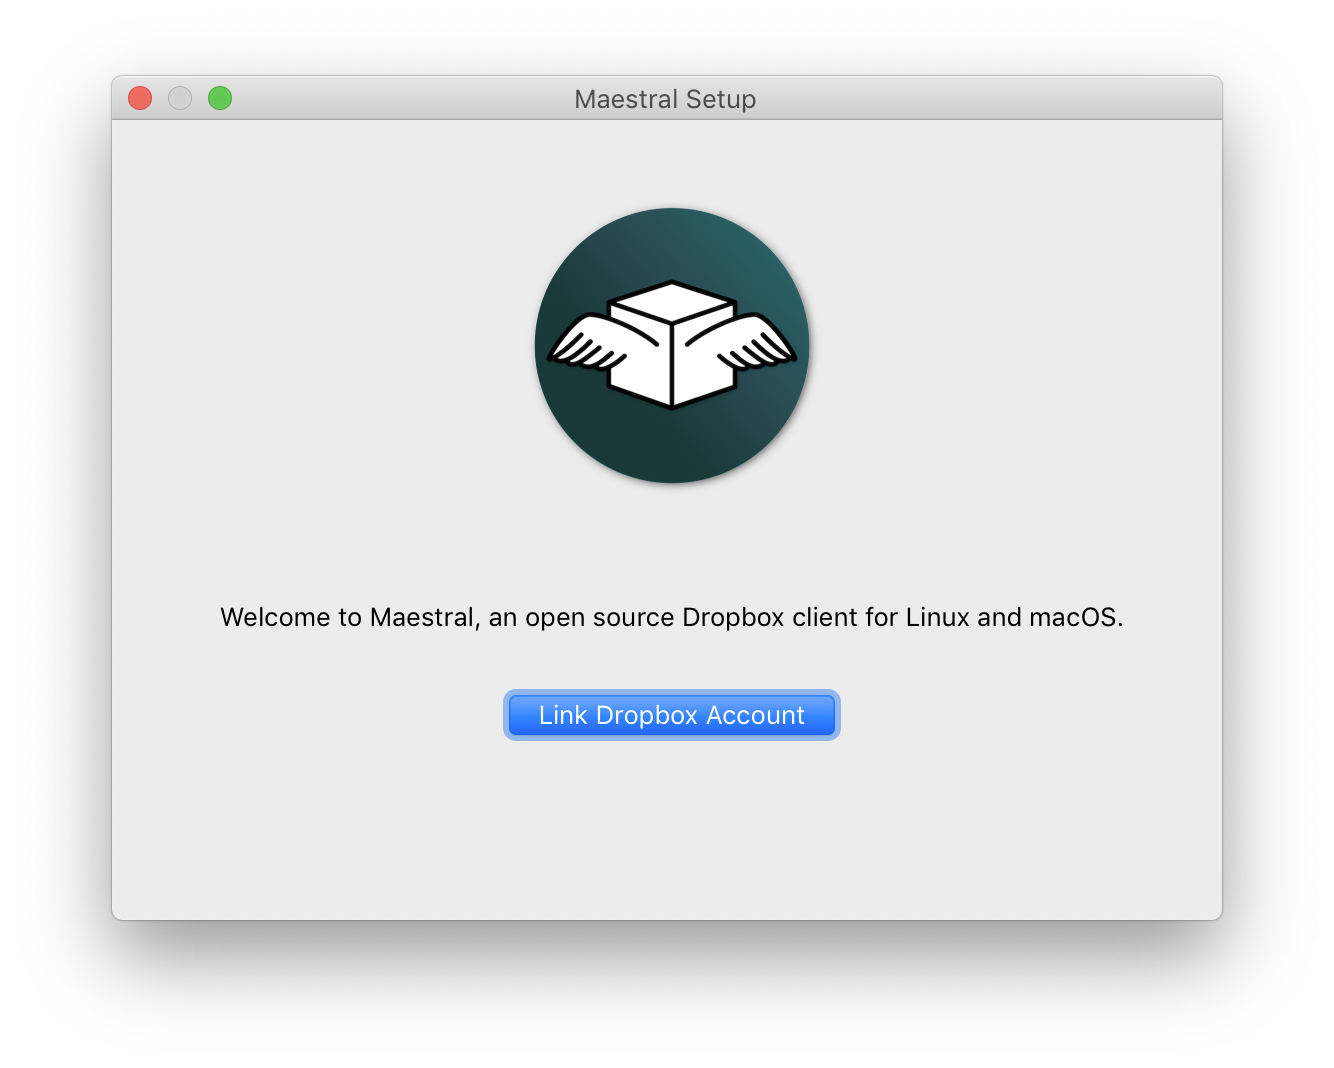 Maestral Setup
Welcome to Maestral, an open source Dropbox client for Linux and macOS.
Link Dropbox Account